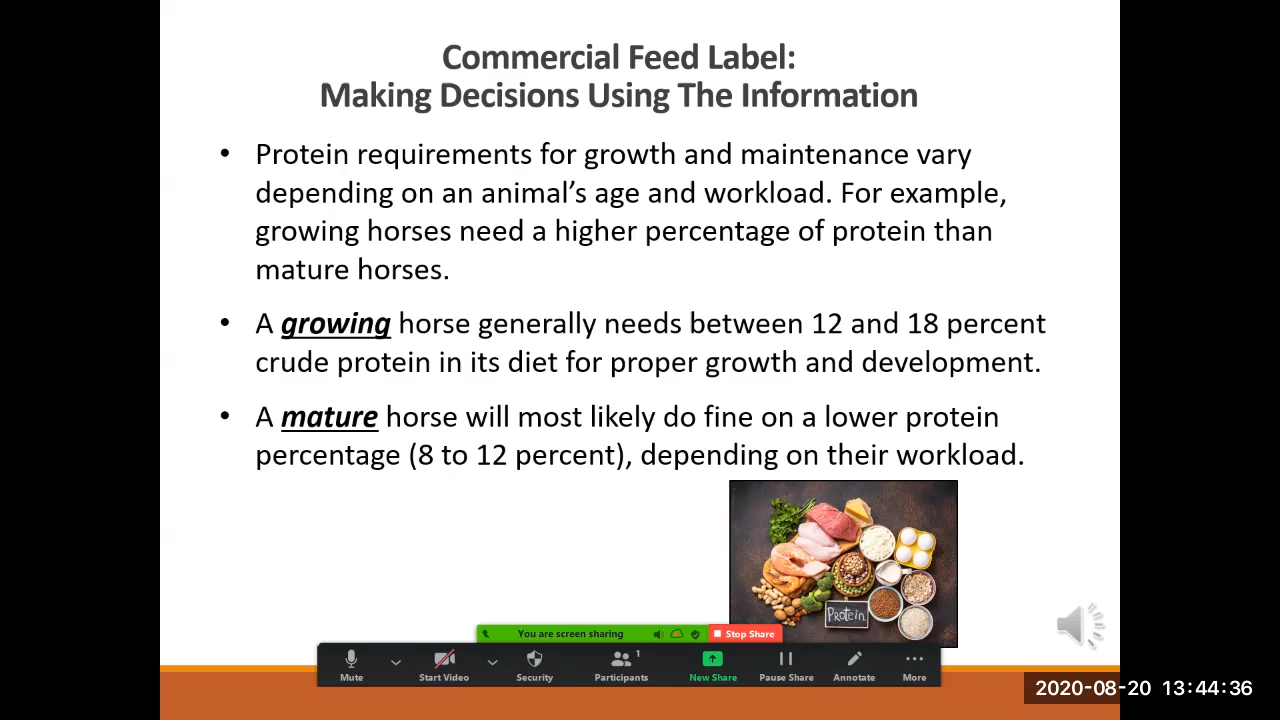 Commercial Feed Label:
Making Decisions Using The Information
• Protein requirements for growth and maintenance vary
depending on an animal’s age and workload. For example,
growing horses need a higher percentage of protein than
mature horses.
• A growing horse generally needs between 12 and 18 percent
crude protein in its diet for proper growth and development.
• A mature horse will most likely do fine on a lower protein
percentage (8 to 12 percent), depending on their workload.
Protein
You are screen sharing
Stop Share
1
Mute
Start Video
Security
Participants
New Share
Pause Share
Annotate
More
2020-08-20 13:44:36